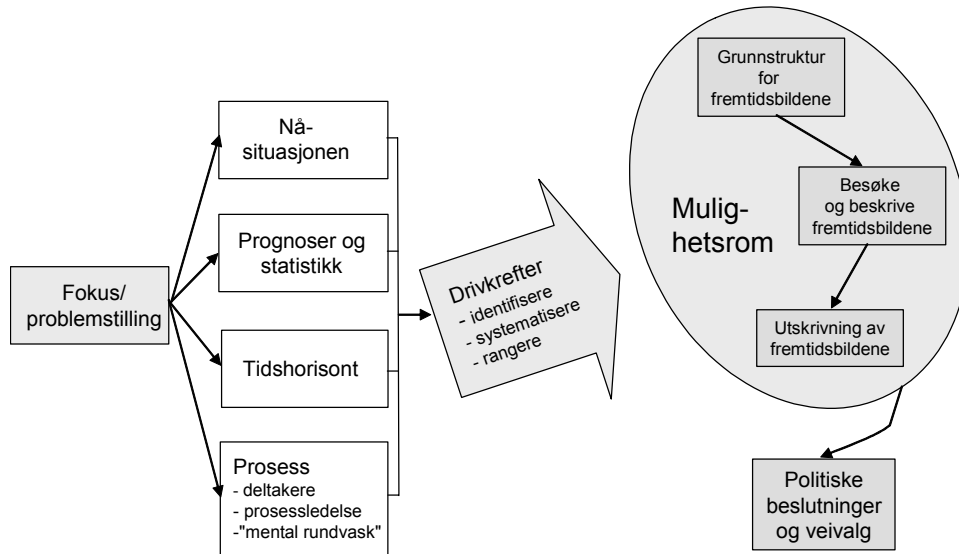 Fokus/
problemstilling
Nå-
situasjonen
Prognoser og
statistikk
Tidshorisont
Prosess
- deltakere
- prosessledelse
-"mental rundvask"
Drivkrefter
- identifisere
- systematisere
- rangere
Mulig-
hetsrom
Grunnstruktur
for
fremtidsbildene
Besøke
og beskrive
fremtidsbildene
Utskrivning av
fremtidsbildene
Politiske
beslutninger
og veivalg